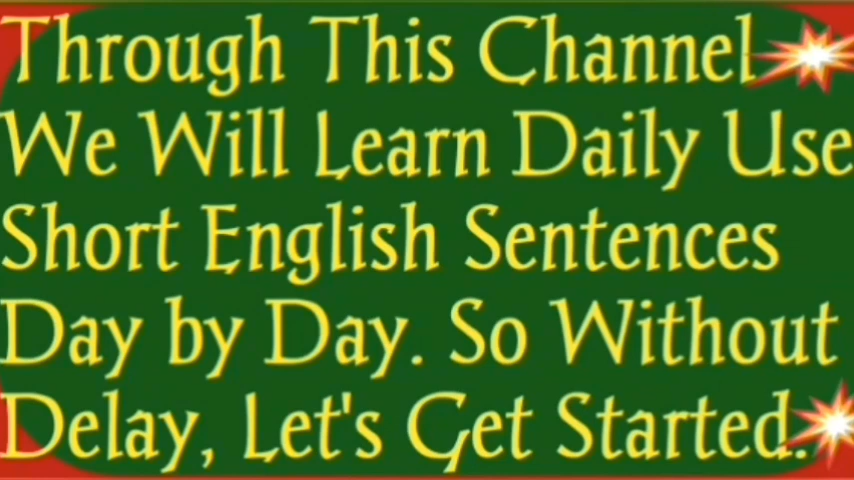 Through This Channel
We Will Learn Daily Use
Short English Sentences
Day by Day. So Without
Delay, Let's Get Started.